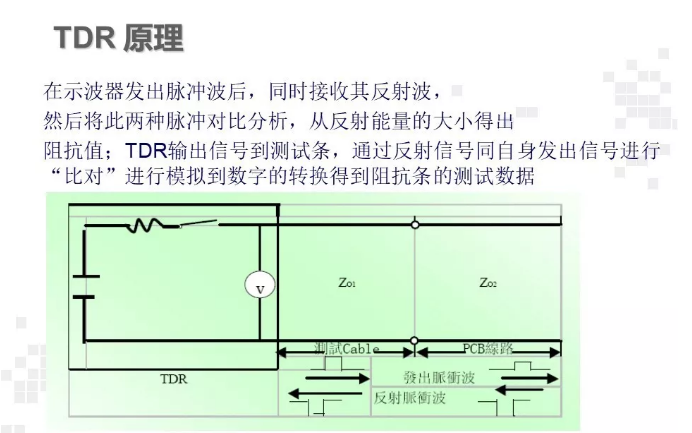 TDR 原理
在示波器发出脉冲波后，同时接收其反射波，
然后将此两种脉冲对比分析，从反射能量的大小得出
阻抗值；TDR输出信号到测试条，通过反射信号同自身发出信号进行
“比对”进行模拟到数字的转换得到阻抗条的测试数据
V
Z01
Z02
測試Cable
PCB線路
TDR
發出脈衝波
反射脈衝波